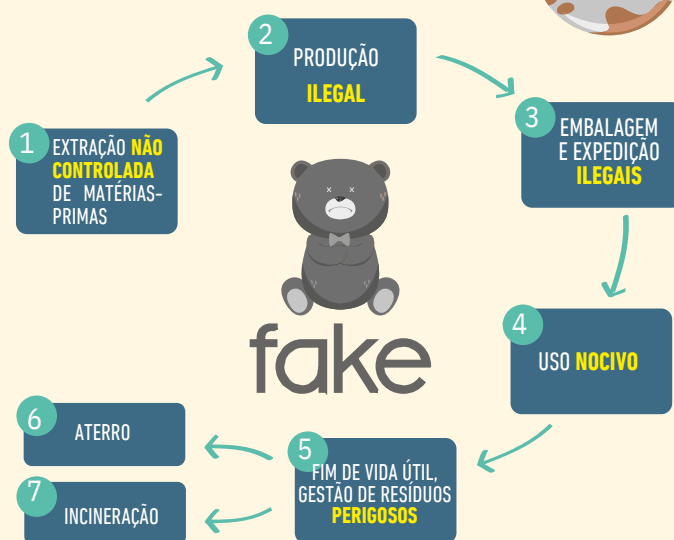 1
EXTRAÇÃO NÃO
CONTROLADA
DE MATÉRIAS-
PRIMAS
2
PRODUÇÃO
ILEGAL
3
EMBALAGEM
E EXPEDIÇÃO
ILEGAIS
4
USO NOCIVO
5
FIM DE VIDA ÚTIL,
GESTÃO DE RESÍDUOS
PERIGOSOS
6
ATERRO
7
INCINERAÇÃO
fake